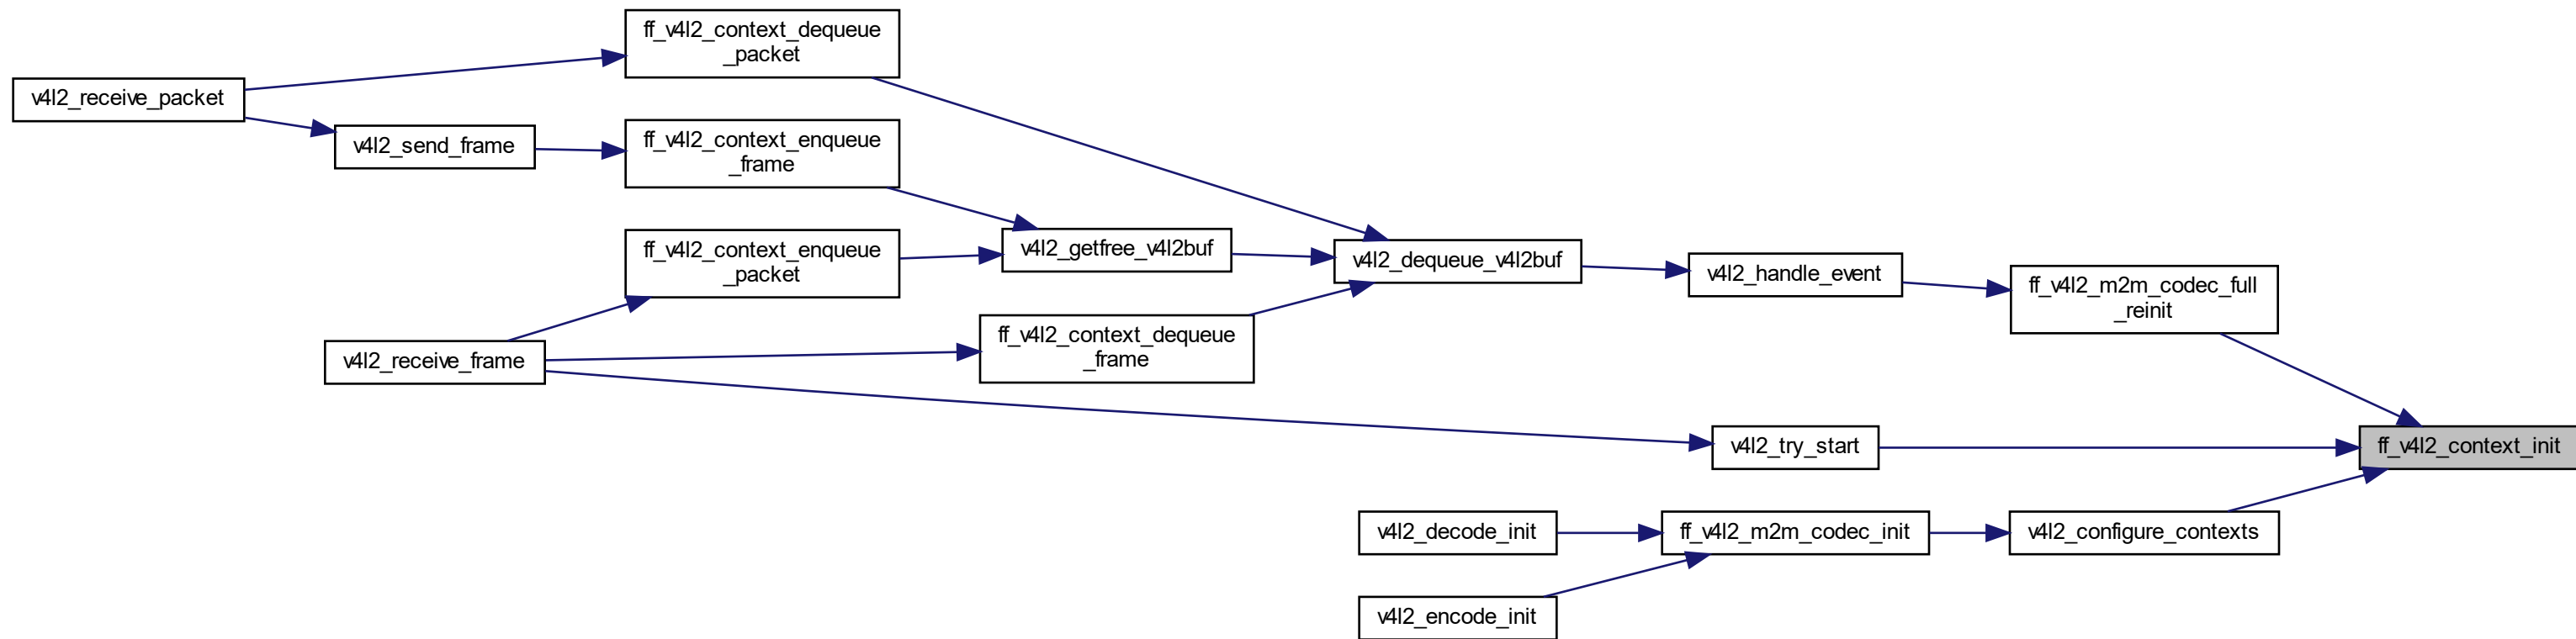 ff_v4l2_context_dequeue
_packet
v4l2_receive_packet
v4l2_send_frame
ff_v4l2_context_enqueue
_frame
ff_v4l2_context_enqueue
_packet
v4l2_getfree_v4l2buf
v4l2_dequeue_v4l2buf
v4l2_handle_event
ff_v4l2_m2m_codec_full
_reinit
v4l2_receive_frame
ff_v4l2_context_dequeue
_frame
v4l2_try_start
ff_v4l2_context_init
v4l2_decode_init
ff_v4l2_m2m_codec_init
v4l2_configure_contexts
v4l2_encode_init